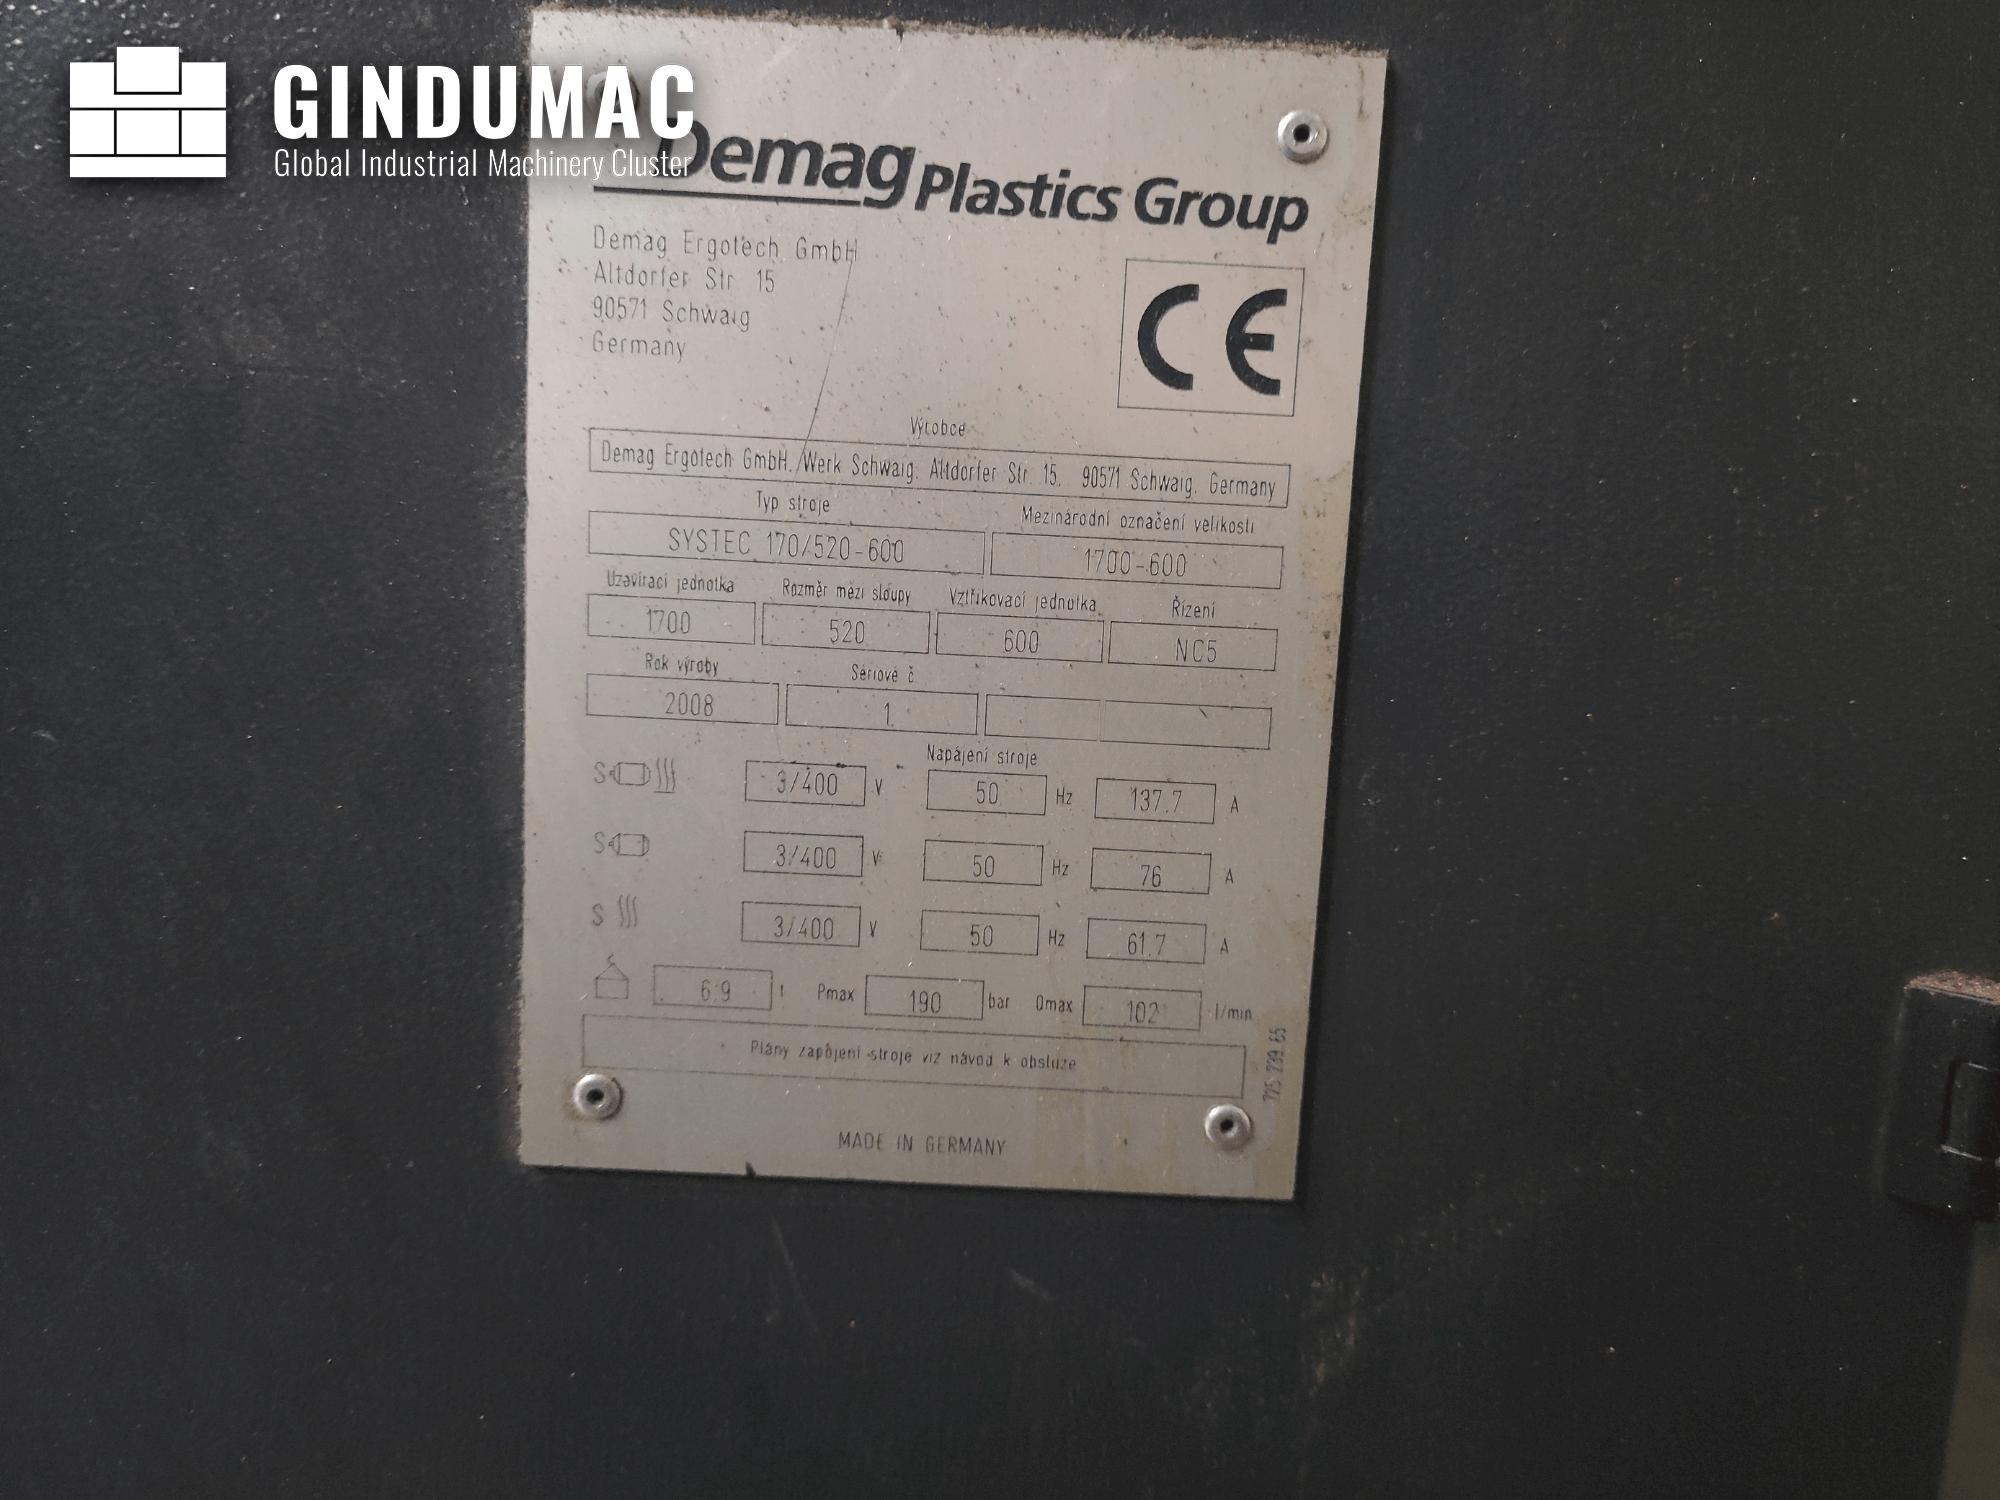 GINDUMAC
Global Industrial Machinery Cluster
Demag Plastics Group
Demag Ergotech GmbH
Altdorfer Str. 15
90571 Schwaig
Germany
CE
Výrobce
Demag Ergotech GmbH, Werk Schwaig, Altdorfer Str. 15, 90571 Schwaig, Germany
Typ stroje Mezinárodní označení velikosti
SYSTEC 170/520-600 1700-600
Uzavírací jednotka Rozměr mezi sloupy Vztřikovací jednotka Řízení
1700 520 600 NC5
Rok výroby Sériové č.
2008 1
Napájení stroje
S 3/400 V 50 Hz 137.7 A
S 3/400 V 50 Hz 76 A
S 3/400 V 50 Hz 61.7 A
6.9 t Pmax 190 bar Qmax 102 l/min
Plány zapojení stroje viz návod k obsluze
725 239 65
MADE IN GERMANY